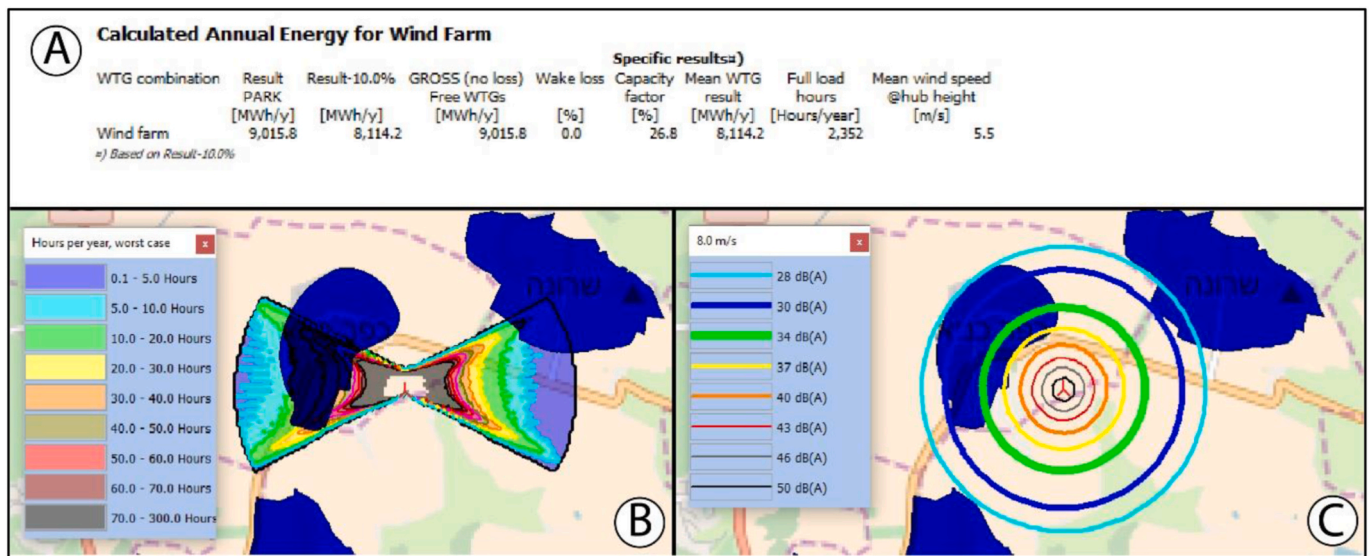 A
Calculated Annual Energy for Wind Farm
Specific results¤)
WTG combination Result Result-10.0% GROSS (no loss) Wake loss Capacity Mean WTG Full load Mean wind speed
PARK Free WTGs factor result hours @hub height
[MWh/y] [MWh/y] [MWh/y] [%] [%] [MWh/y] [Hours/year] [m/s]
Wind farm 9,015.8 8,114.2 9,015.8 0.0 26.8 8,114.2 2,352 5.5
¤) Based on Result-10.0%
Hours per year, worst case x
0.1 - 5.0 Hours
5.0 - 10.0 Hours
10.0 - 20.0 Hours
20.0 - 30.0 Hours
30.0 - 40.0 Hours
40.0 - 50.0 Hours
50.0 - 60.0 Hours
60.0 - 70.0 Hours
70.0 - 300.0 Hours
שרונה
B
8.0 m/s x
28 dB(A)
30 dB(A)
34 dB(A)
37 dB(A)
40 dB(A)
43 dB(A)
46 dB(A)
50 dB(A)
שרונה
C